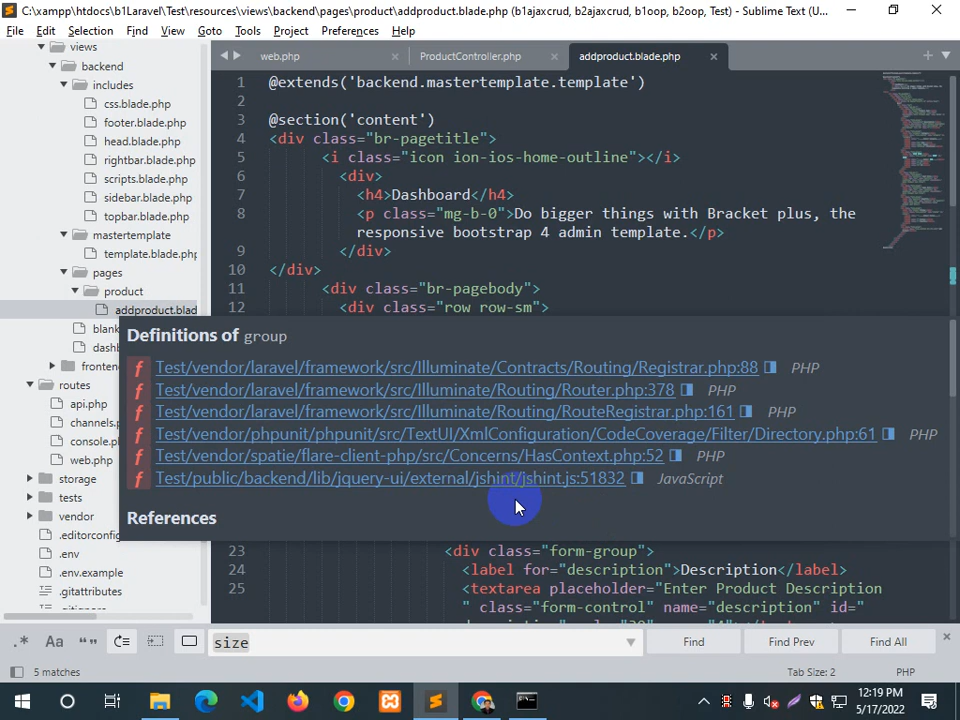 C:\xampp\htdocs\b1Laravel\Test\resources\views\backend\pages\product\addproduct.blade.php (b1ajaxcrud, b2ajaxcrud, b1oop, b2oop, Test) - Sublime Text (U...
File Edit Selection Find View Goto Tools Project Preferences Help
views
backend
includes
css.blade.php
footer.blade.php
head.blade.php
rightbar.blade.php
scripts.blade.php
sidebar.blade.php
topbar.blade.php
mastertemplate
template.blade.php
pages
product
addproduct.blad
blank
dashb
frontend
routes
api.php
channels.p
console.p
web.php
storage
tests
vendor
.editorconfig
.env
.env.example
.gitattributes
.gitignore
web.php ProductController.php addproduct.blade.php
1 @extends('backend.mastertemplate.template')
2
3 @section('content')
4 <div class="br-pagetitle">
5 <i class="icon ion-ios-home-outline"></i>
6 <div>
7 <h4>Dashboard</h4>
8 <p class="mg-b-0">Do bigger things with Bracket plus, the
responsive bootstrap 4 admin template.</p>
9 </div>
10 </div>
11 <div class="br-pagebody">
12 <div class="row row-sm">
Definitions of group
f Test/vendor/laravel/framework/src/Illuminate/Contracts/Routing/Registrar.php:88 PHP
f Test/vendor/laravel/framework/src/Illuminate/Routing/Router.php:378 PHP
f Test/vendor/laravel/framework/src/Illuminate/Routing/RouteRegistrar.php:161 PHP
f Test/vendor/phpunit/phpunit/src/TextUI/XmlConfiguration/CodeCoverage/Filter/Directory.php:61 PHP
f Test/vendor/spatie/flare-client-php/src/Concerns/HasContext.php:52 PHP
f Test/public/backend/lib/jquery-ui/external/jshint/jshint.js:51832 JavaScript
References
23 <div class="form-group">
24 <label for="description">Description</label>
25 <textarea placeholder="Enter Product Description
" class="form-control" name="description" id="
.* Aa “ ” size Find Find Prev Find All
5 matches Tab Size: 2 PHP
12:19 PM
5/17/2022